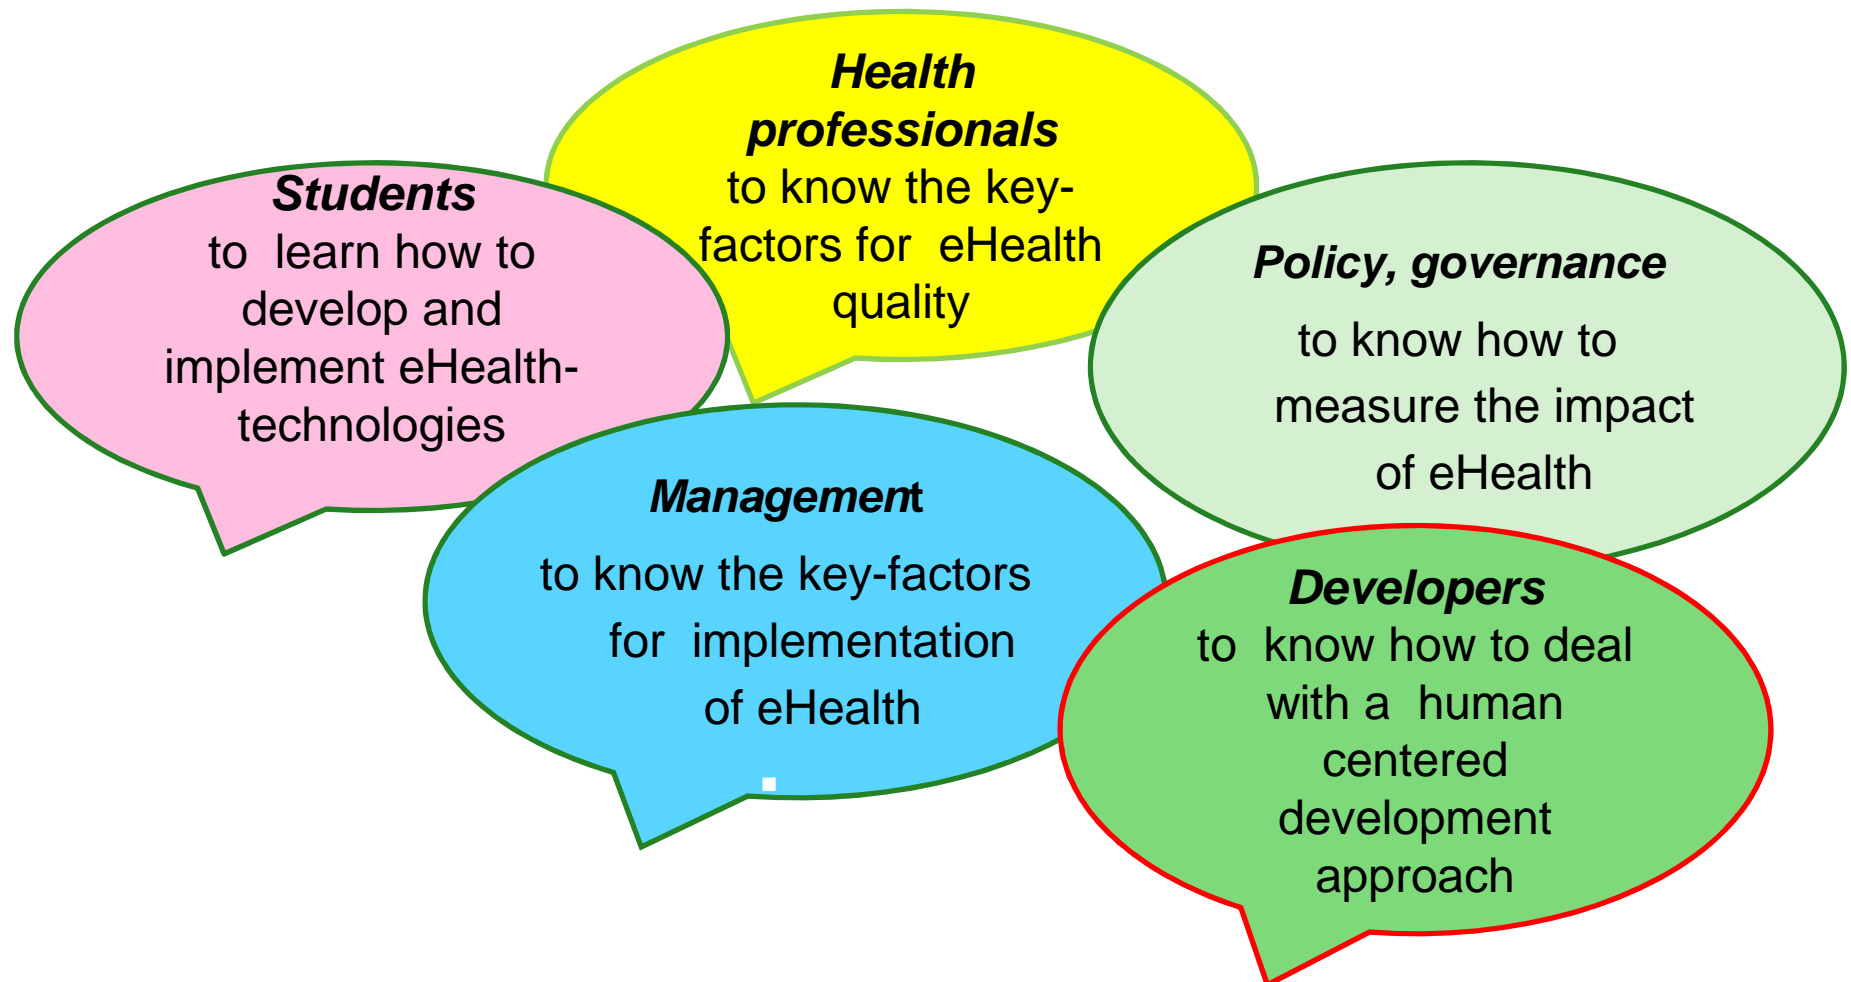 Health
professionals
to know the key-
factors for eHealth
quality
Students
to learn how to
develop and
implement eHealth-
technologies
Policy, governance
to know how to
measure the impact
of eHealth
Management
to know the key-factors
for implementation
of eHealth
Developers
to know how to deal
with a human
centered
development
approach